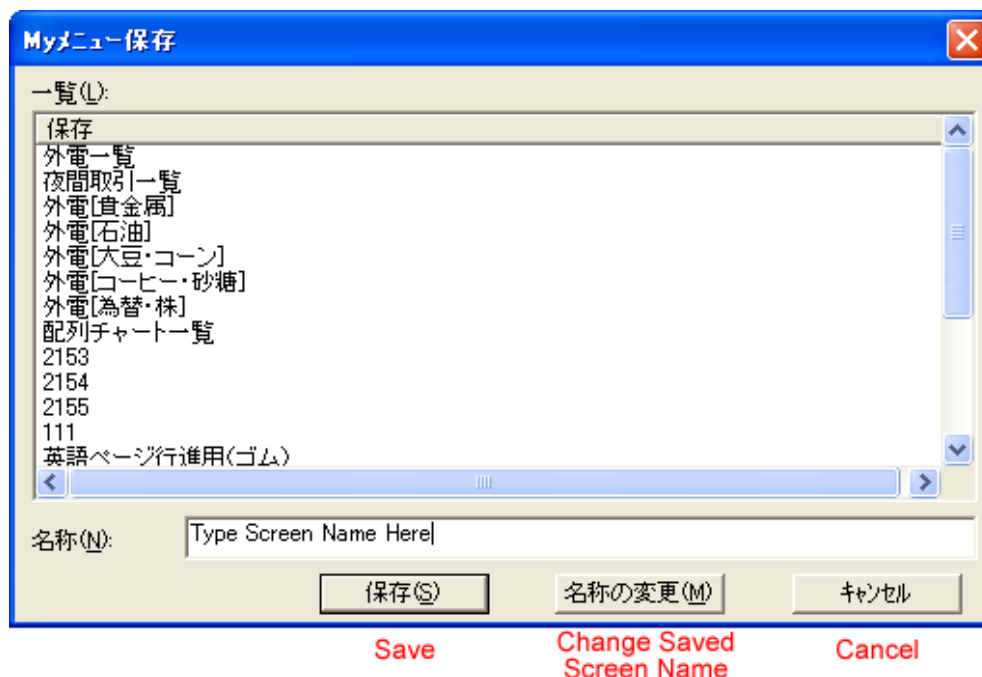 Myメニュー保存
一覧(L):
保存
外電一覧
夜間取引一覧
外電[貴金属]
外電[石油]
外電[大豆・コーン]
外電[コーヒー・砂糖]
外電[為替・株]
配列チャート一覧
2153
2154
2155
111
英語ページ行進用(ゴム)
名称(N): Type Screen Name Here
保存(S) 名称の変更(M) キャンセル
Save Change Saved Screen Name Cancel